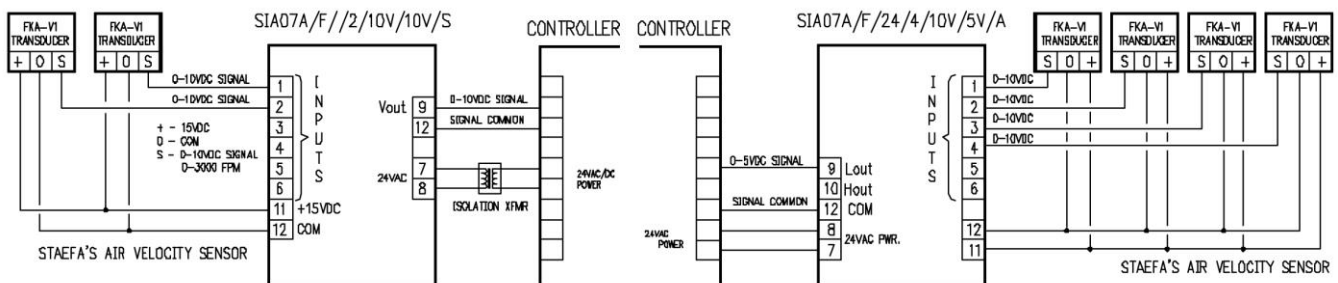 SIA07A/F//2/10V/10V/S
CONTROLLER
CONTROLLER
SIA07A/F/24/4/10V/5V/A
FKA-V1
TRANSDUCER
+ O S
FKA-V1
TRANSDUCER
+ O S
0-10VDC SIGNAL
0-10VDC SIGNAL
+ - 15VDC
O - COM
S - 0-10VDC SIGNAL
0-3000 FPM
1
2
3
4
5
6
11 +15VDC
12 COM
INPUTS
Vout 9
12
24VAC 7
8
0-10VDC SIGNAL
SIGNAL COMMON
ISOLATION XFMR
24VAC/DC
POWER
STAEFA'S AIR VELOCITY SENSOR
0-5VDC SIGNAL
SIGNAL COMMON
24VAC
POWER
9 Lout
10 Hout
12 COM
8
7
24VAC PWR.
INPUTS
1
2
3
4
5
6
12
11
0-10VDC
0-10VDC
0-10VDC
0-10VDC
FKA-V1
TRANSDUCER
S O +
FKA-V1
TRANSDUCER
S O +
FKA-V1
TRANSDUCER
S O +
FKA-V1
TRANSDUCER
S O +
STAEFA'S AIR VELOCITY SENSOR